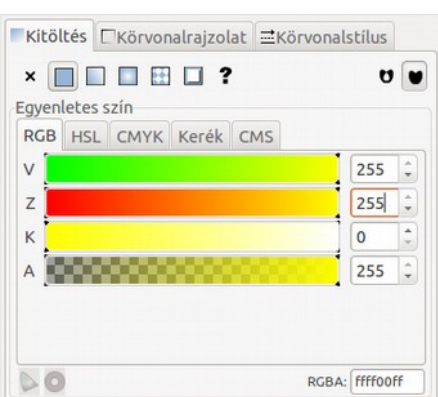 Kitöltés Körvonalrajzolat Körvonalstílus
× ?
Egyenletes szín
RGB HSL CMYK Kerék CMS
V 255
Z 255
K 0
A 255
RGBA: ffff00ff